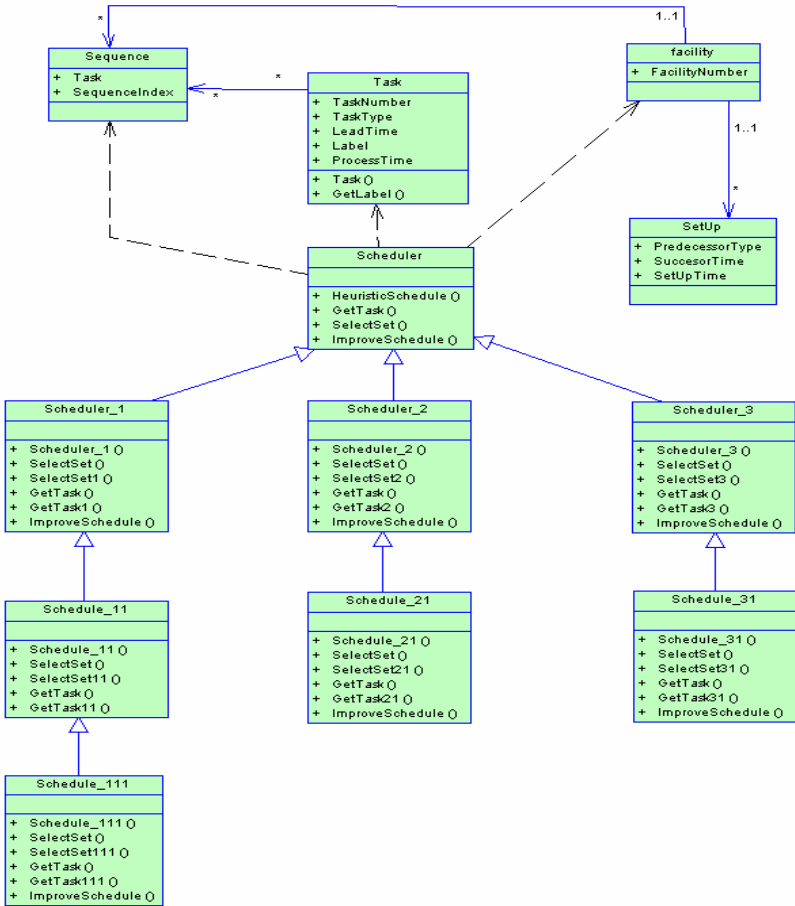 *
1..1
Sequence
+ Task
+ SequenceIndex
*
*
Task
+ TaskNumber
+ TaskType
+ LeadTime
+ Label
+ ProcessTime
+ Task ()
+ GetLabel ()
facility
+ FacilityNumber
1..1
*
SetUp
+ PredecessorType
+ SuccesorTime
+ SetUpTime
Scheduler
+ HeuristicSchedule ()
+ GetTask ()
+ SelectSet ()
+ ImproveSchedule ()
Scheduler_1
+ Scheduler_1 ()
+ SelectSet ()
+ SelectSet1 ()
+ GetTask ()
+ GetTask1 ()
+ ImproveSchedule ()
Scheduler_2
+ Scheduler_2 ()
+ SelectSet ()
+ SelectSet2 ()
+ GetTask ()
+ GetTask2 ()
+ ImproveSchedule ()
Scheduler_3
+ Scheduler_3 ()
+ SelectSet ()
+ SelectSet3 ()
+ GetTask ()
+ GetTask3 ()
+ ImproveSchedule ()
Schedule_11
+ Schedule_11 ()
+ SelectSet ()
+ SelectSet11 ()
+ GetTask ()
+ GetTask11 ()
Schedule_21
+ Schedule_21 ()
+ SelectSet ()
+ SelectSet21 ()
+ GetTask ()
+ GetTask21 ()
+ ImproveSchedule ()
Schedule_31
+ Schedule_31 ()
+ SelectSet ()
+ SelectSet31 ()
+ GetTask ()
+ GetTask31 ()
+ ImproveSchedule ()
Schedule_111
+ Schedule_111 ()
+ SelectSet ()
+ SelectSet111 ()
+ GetTask ()
+ GetTask111 ()
+ ImproveSchedule ()